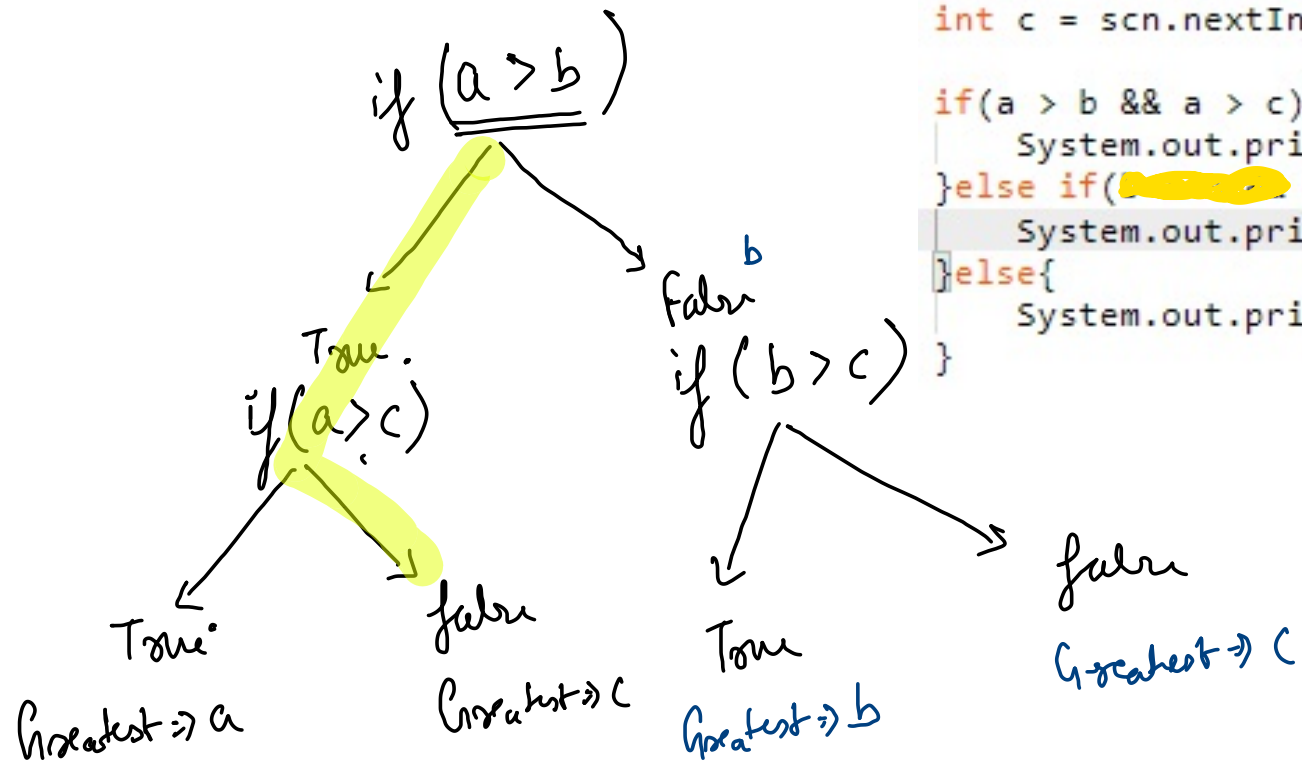 if (a > b)
True.
if (a > c)
True
Greatest => a
false
Greatest => c
b
False
if (b > c)
True
Greatest => b
false
Greatest => c
int c = scn.nextIn
if(a > b && a > c)
System.out.pri
}else if(
System.out.pri
}else{
System.out.pri
}